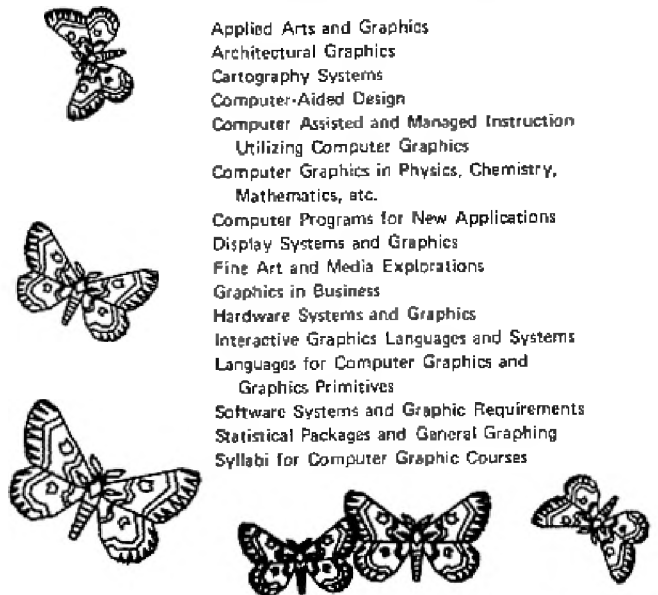 Applied Arts and Graphics
Architectural Graphics
Cartography Systems
Computer-Aided Design
Computer Assisted and Managed Instruction
Utilizing Computer Graphics
Computer Graphics in Physics, Chemistry,
Mathematics, etc.
Computer Programs for New Applications
Display Systems and Graphics
Fine Art and Media Explorations
Graphics in Business
Hardware Systems and Graphics
Interactive Graphics Languages and Systems
Languages for Computer Graphics and
Graphics Primitives
Software Systems and Graphic Requirements
Statistical Packages and General Graphing
Syllabi for Computer Graphic Courses